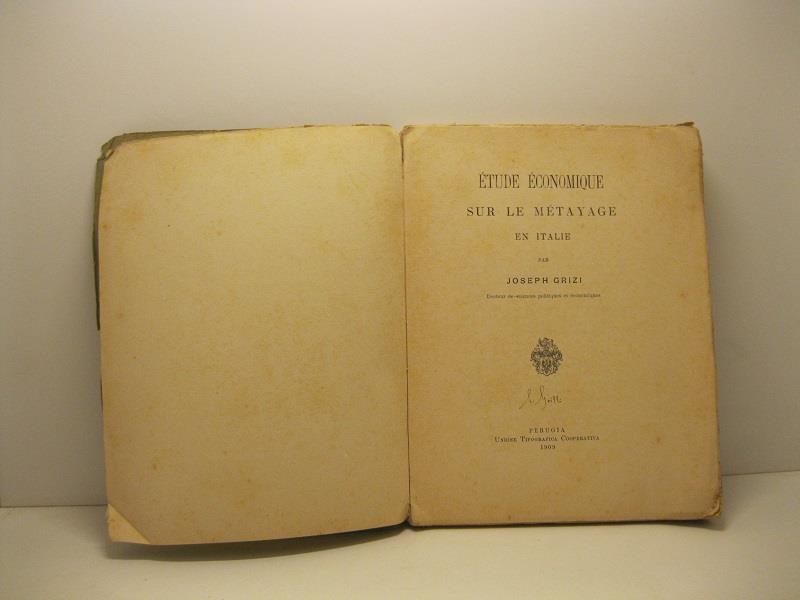 ÉTUDE ÉCONOMIQUE
SUR LE MÉTAYAGE
EN ITALIE
PAR
JOSEPH GRIZI
Docteur ès-sciences politiques et économiques
PERUGIA
UNIONE TIPOGRAFICA COOPERATIVA
1909